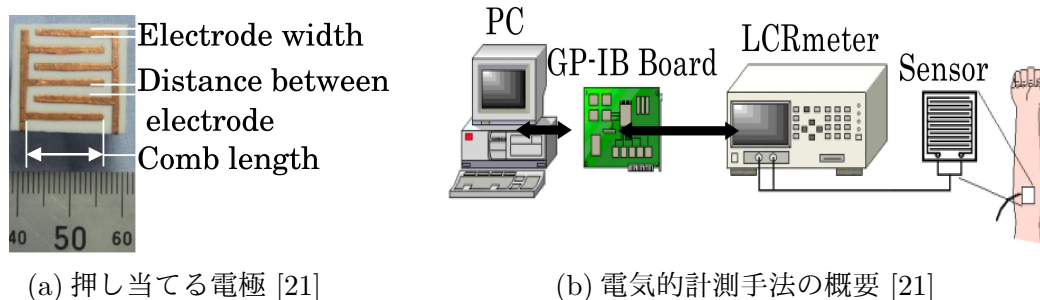 Electrode width
Distance between
electrode
Comb length
40 50 60
PC
GP-IB Board
LCRmeter
Sensor
(a) 押し当てる電極 [21]
(b) 電気的計測手法の概要 [21]